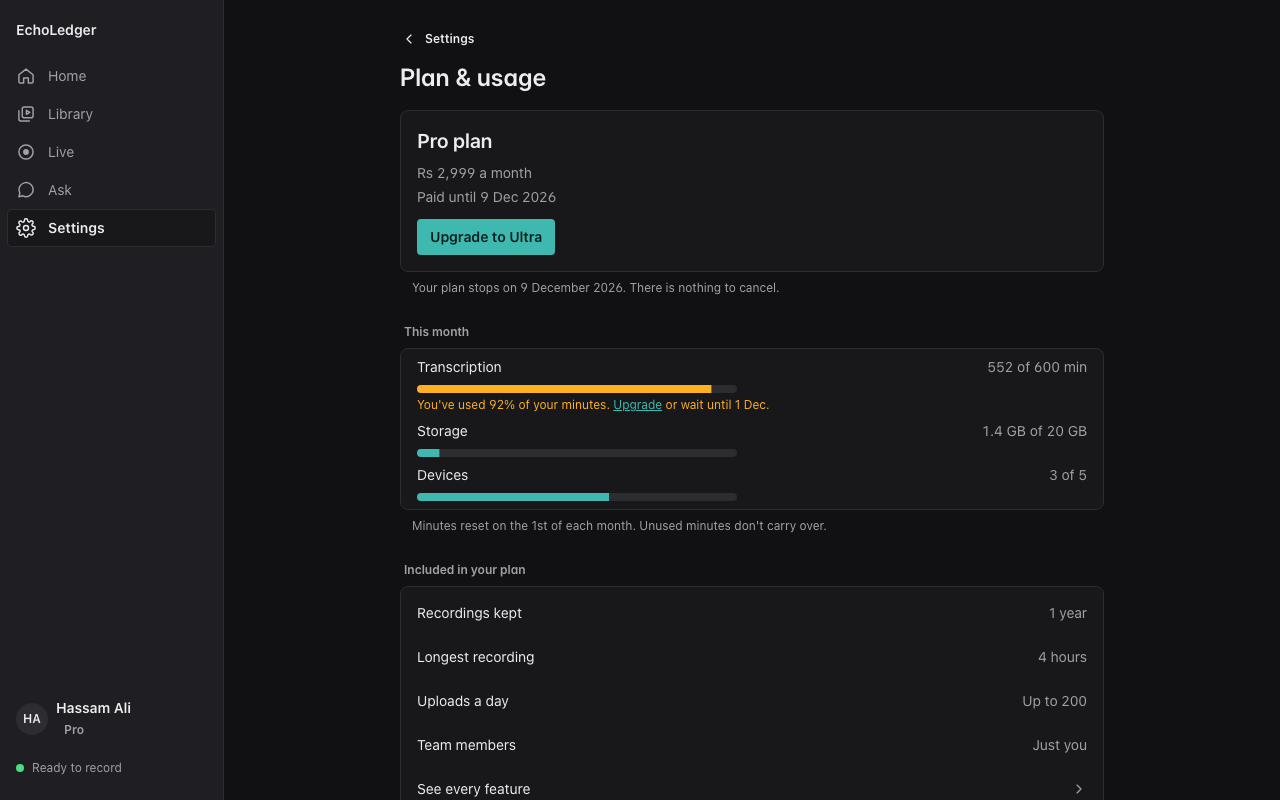 EchoLedger
Home
Library
Live
Ask
Settings
HA
Hassam Ali
Pro
Ready to record
Settings
Plan & usage
Pro plan
Rs 2,999 a month
Paid until 9 Dec 2026
Upgrade to Ultra
Your plan stops on 9 December 2026. There is nothing to cancel.
This month
Transcription 552 of 600 min
You've used 92% of your minutes. Upgrade or wait until 1 Dec.
Storage 1.4 GB of 20 GB
Devices 3 of 5
Minutes reset on the 1st of each month. Unused minutes don't carry over.
Included in your plan
Recordings kept 1 year
Longest recording 4 hours
Uploads a day Up to 200
Team members Just you
See every feature